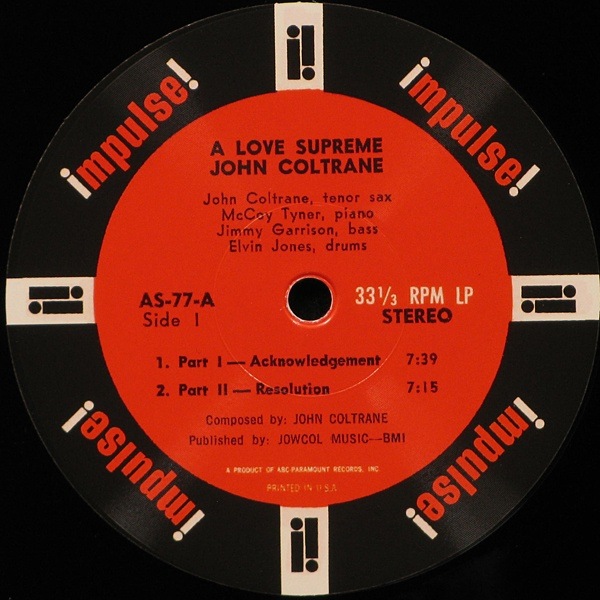 impulse!
impulse!
A LOVE SUPREME
JOHN COLTRANE
John Coltrane, tenor sax
McCoy Tyner, piano
Jimmy Garrison, bass
Elvin Jones, drums
AS-77-A
Side 1
33 1/3 RPM LP
STEREO
1. Part I — Acknowledgement 7:39
2. Part II — Resolution 7:15
Composed by: JOHN COLTRANE
Published by: JOWCOL MUSIC—BMI
A PRODUCT OF ABC-PARAMOUNT RECORDS, INC
PRINTED IN U.S.A.
impulse!
impulse!